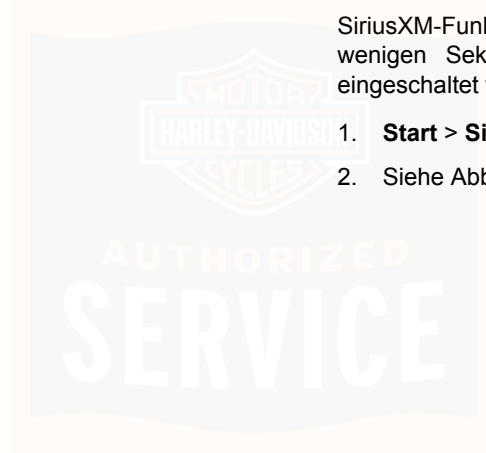 SiriusXM-Funk
wenigen Sek
eingeschaltet
1. Start > Si
2. Siehe Abb
MOTOR
HARLEY-DAVIDSON
CYCLES
AUTHORIZED
SERVICE